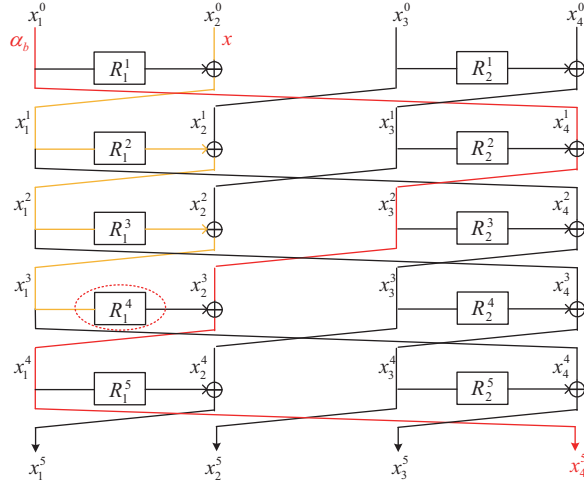 x_1^0 x_2^0 x_3^0 x_4^0
α_b x
R_1^1 R_2^1
x_1^1 x_2^1 x_3^1 x_4^1
R_1^2 R_2^2
x_1^2 x_2^2 x_3^2 x_4^2
R_1^3 R_2^3
x_1^3 x_2^3 x_3^3 x_4^3
R_1^4 R_2^4
x_1^4 x_2^4 x_3^4 x_4^4
R_1^5 R_2^5
x_1^5 x_2^5 x_3^5 x_4^5